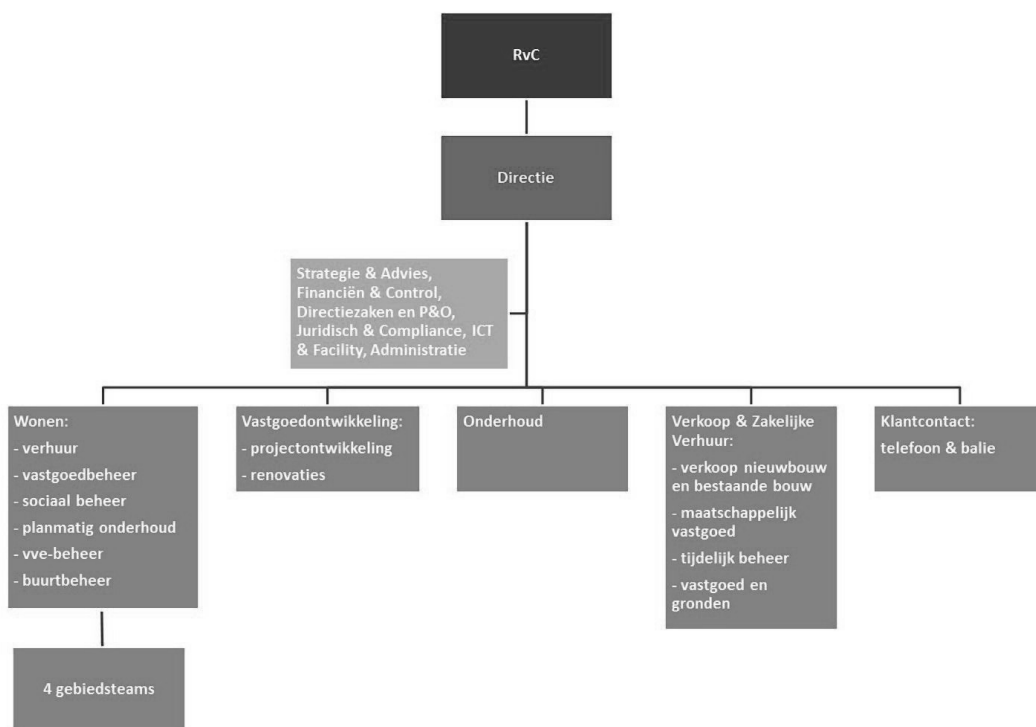 RvC
Directie
Strategie & Advies,
Financiën & Control,
Directiezaken en P&O,
Juridisch & Compliance, ICT
& Facility, Administratie
Wonen:
- verhuur
- vastgoedbeheer
- sociaal beheer
- planmatig onderhoud
- vve-beheer
- buurtbeheer
4 gebiedsteams
Vastgoedontwikkeling:
- projectontwikkeling
- renovaties
Onderhoud
Verkoop & Zakelijke
Verhuur:
- verkoop nieuwbouw
en bestaande bouw
- maatschappelijk
vastgoed
- tijdelijk beheer
- vastgoed en
gronden
Klantcontact:
telefoon & balie